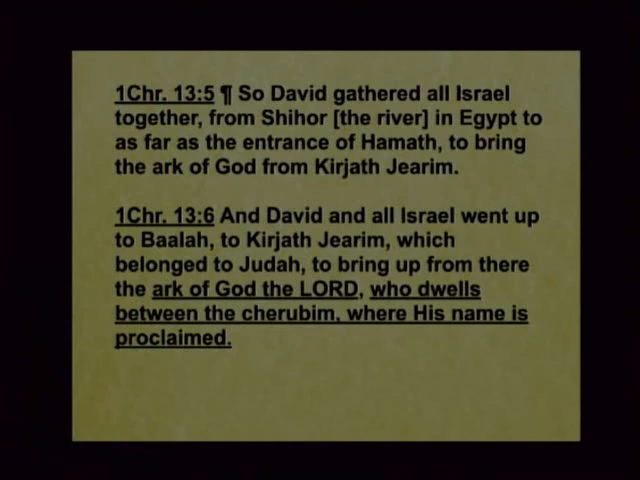 1Chr. 13:5 ¶ So David gathered all Israel
together, from Shihor [the river] in Egypt to
as far as the entrance of Hamath, to bring
the ark of God from Kirjath Jearim.
1Chr. 13:6 And David and all Israel went up
to Baalah, to Kirjath Jearim, which
belonged to Judah, to bring up from there
the ark of God the LORD, who dwells
between the cherubim, where His name is
proclaimed.